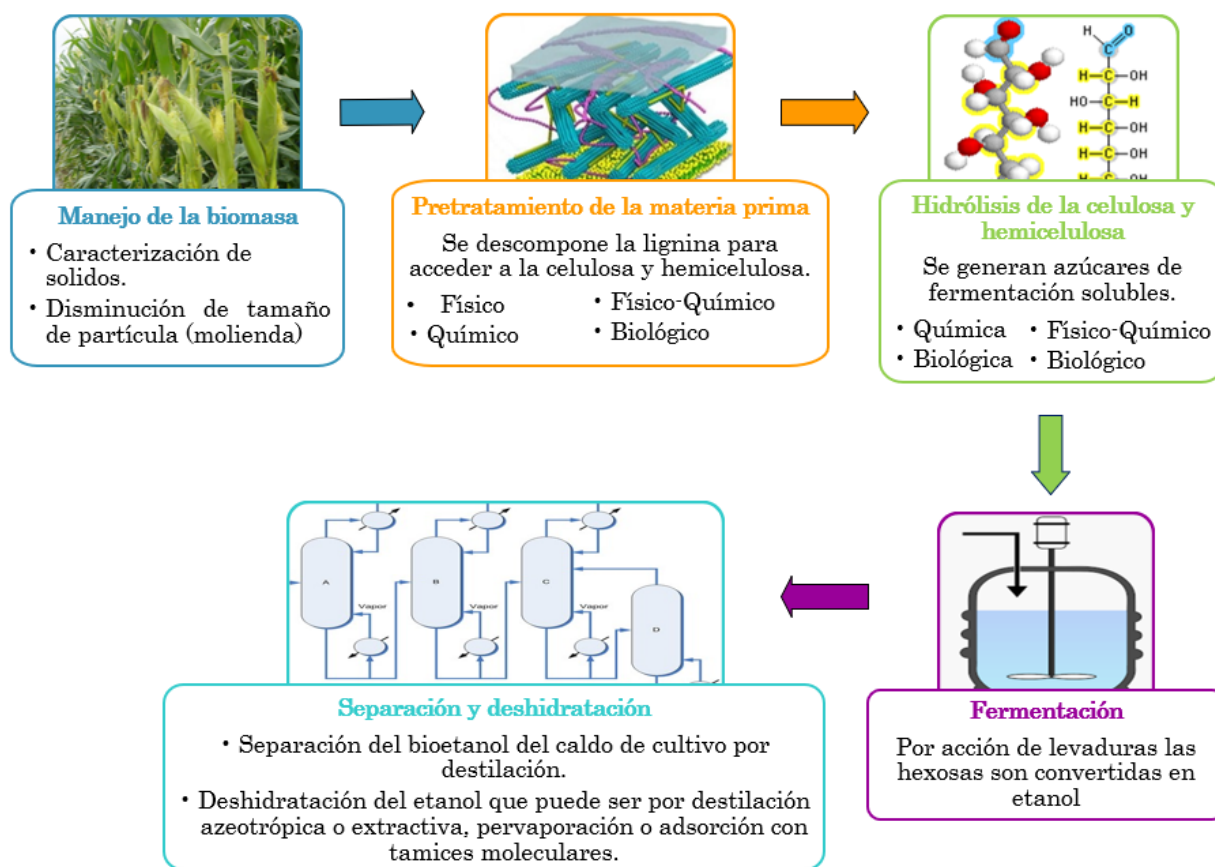 Manejo de la biomasa
• Caracterización de
solidos.
• Disminución de tamaño
de partícula (molienda)
Pretratamiento de la materia prima
Se descompone la lignina para
acceder a la celulosa y hemicelulosa.
• Físico
• Químico
• Físico-Químico
• Biológico
H O
H C OH
HO C H
H C OH
H C OH
H C OH
Hidrólisis de la celulosa y
hemicelulosa
Se generan azúcares de
fermentación solubles.
• Química
• Biológica
• Físico-Químico
• Biológico
Fermentación
Por acción de levaduras las
hexosas son convertidas en
etanol
A
B
C
D
Vapor
Vapor
Vapor
Separación y deshidratación
• Separación del bioetanol del caldo de cultivo por
destilación.
• Deshidratación del etanol que puede ser por destilación
azeotrópica o extractiva, pervaporación o adsorción con
tamices moleculares.